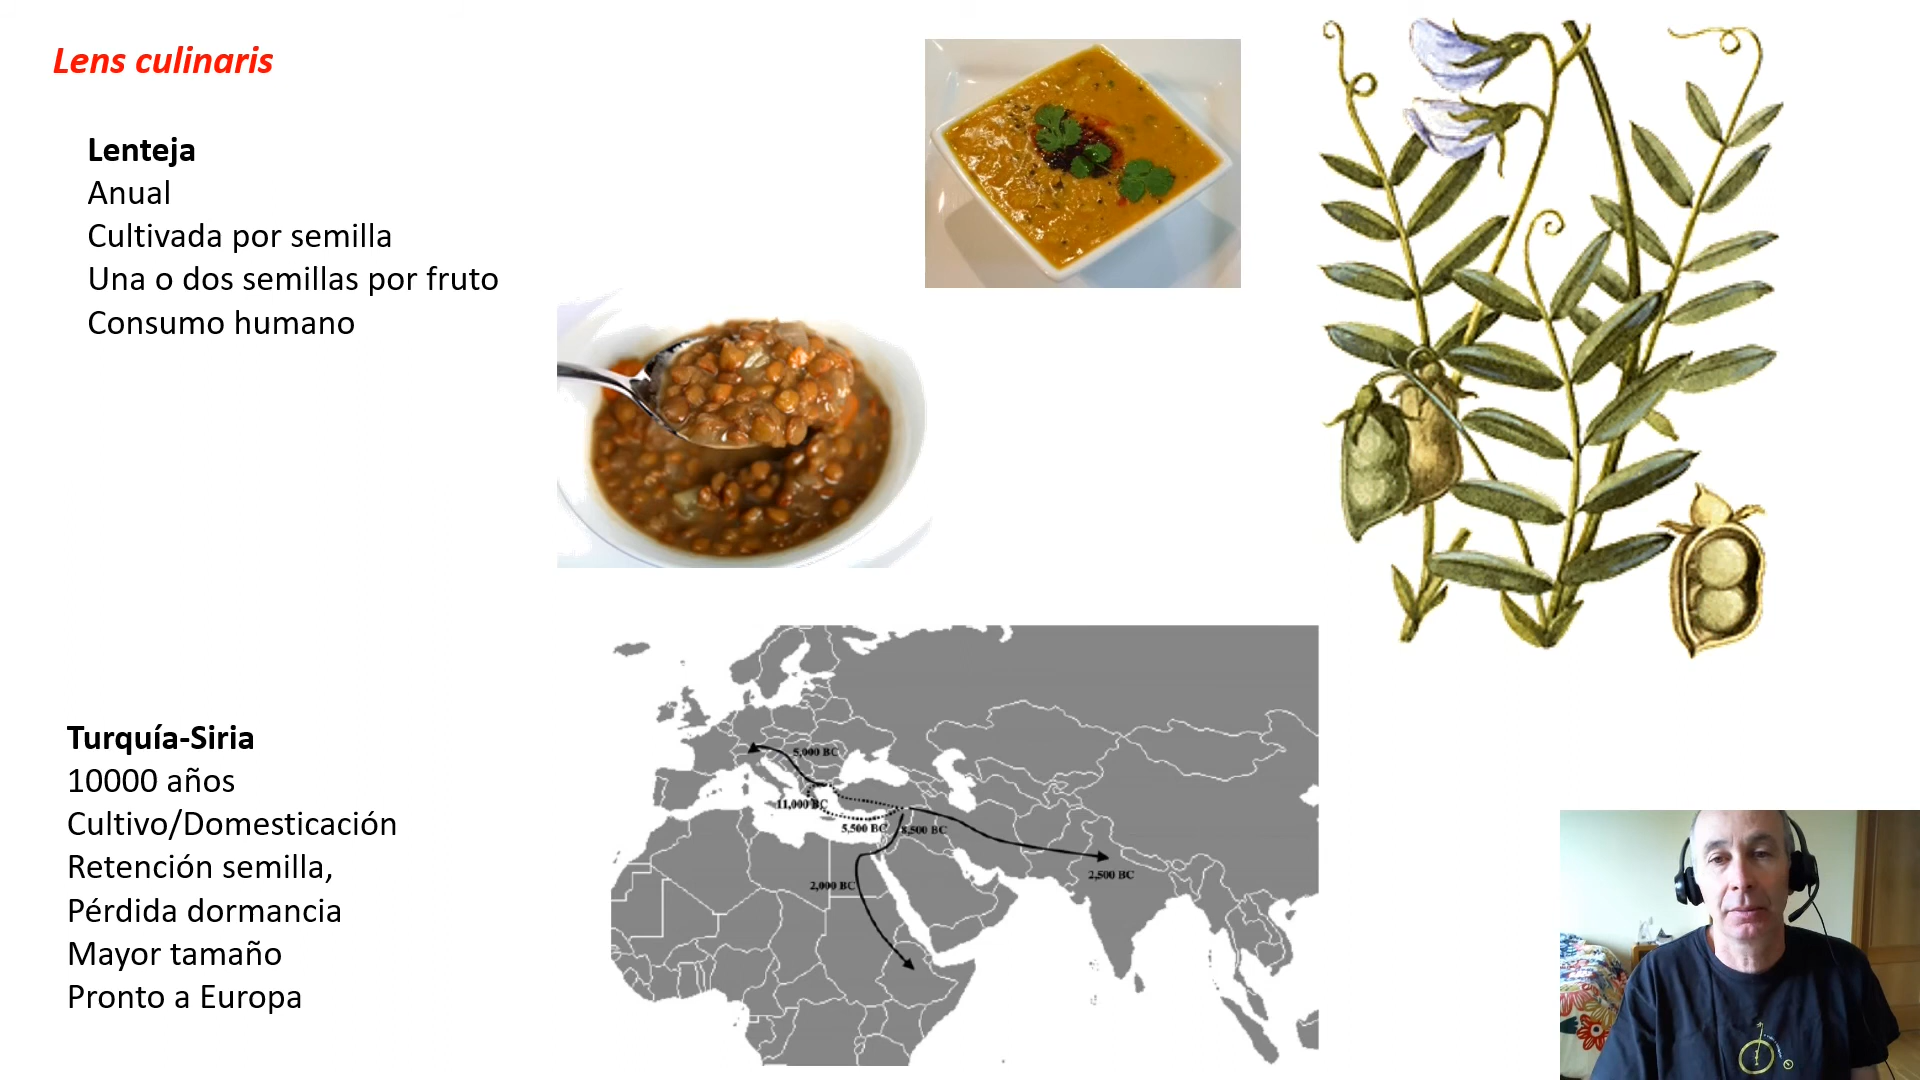 Lens culinaris
Lenteja
Anual
Cultivada por semilla
Una o dos semillas por fruto
Consumo humano
Turquía-Siria
10000 años
Cultivo/Domesticación
Retención semilla,
Pérdida dormancia
Mayor tamaño
Pronto a Europa
5,000 BC
11,000 BC
5,500 BC
8,500 BC
2,500 BC
2,000 BC